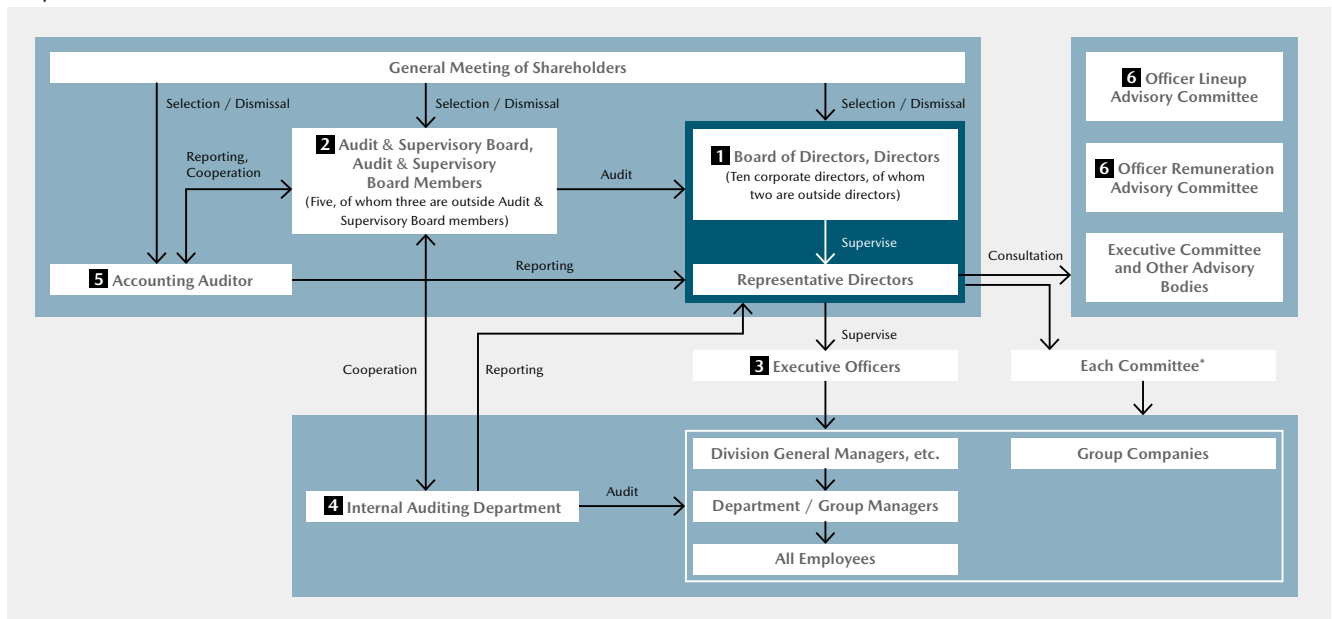 General Meeting of Shareholders
Selection / Dismissal
Selection / Dismissal
Selection / Dismissal
6 Officer Lineup
Advisory Committee
2 Audit & Supervisory Board,
Audit & Supervisory
Board Members
(Five, of whom three are outside Audit &
Supervisory Board members)
Reporting,
Cooperation
Audit
1 Board of Directors, Directors
(Ten corporate directors, of whom
two are outside directors)
6 Officer Remuneration
Advisory Committee
Supervise
Executive Committee
and Other Advisory
Bodies
Consultation
5 Accounting Auditor
Reporting
Representative Directors
Supervise
Cooperation
Reporting
3 Executive Officers
Each Committee*
Division General Managers, etc.
Group Companies
4 Internal Auditing Department
Audit
Department / Group Managers
All Employees